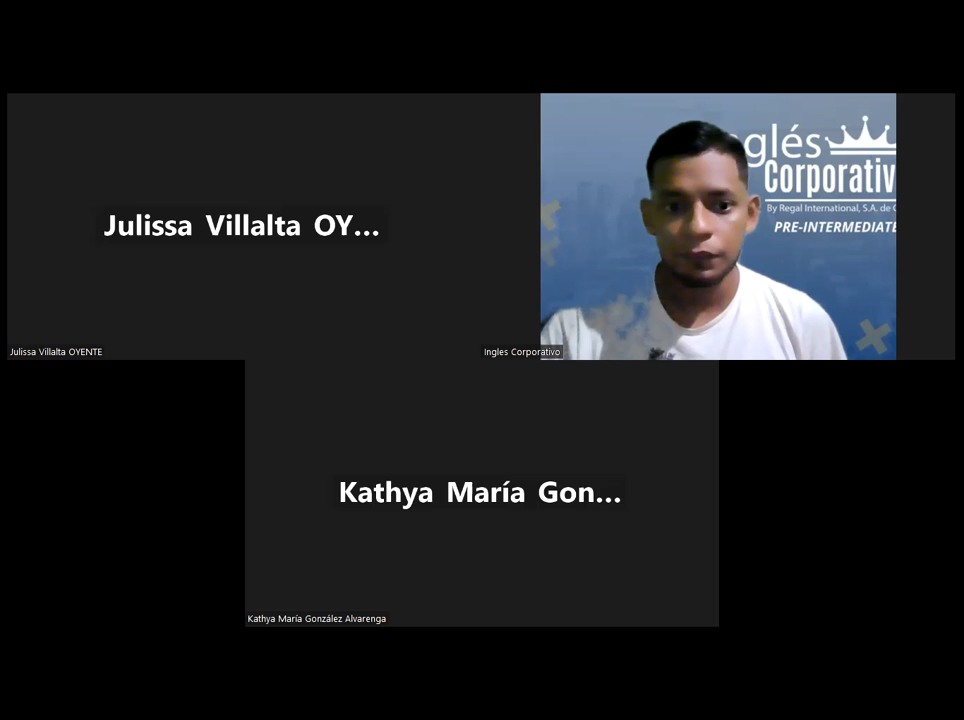 Julissa Villalta OY...
glés
Corporativ
By Regal International, S.A. de C
PRE-INTERMEDIATE
Julissa Villalta OYENTE
Ingles Corporativo
Kathya María Gon...
Kathya María González Alvarenga